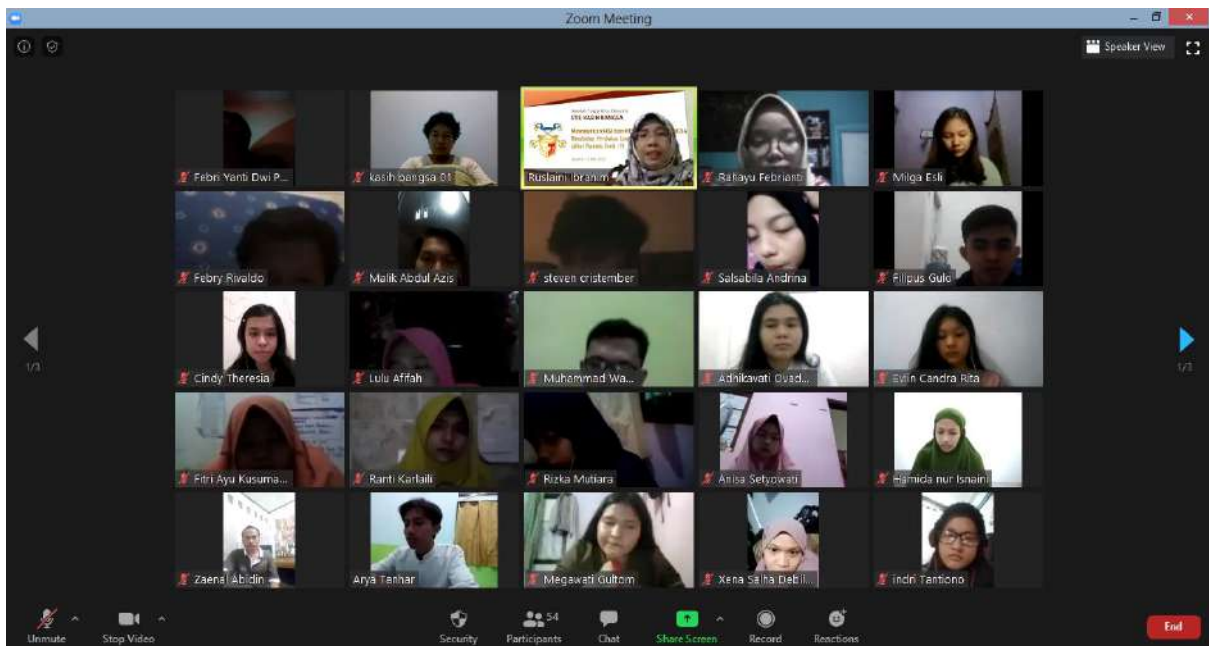 Zoom Meeting
Speaker View
Febri Yanti Dwi P...
kasih bangsa 01
Ruslaini Ibrahim
Rahayu Febrianti
Milga Esli
Febry Rivaldo
Malik Abdul Azis
steven cristember
Salsabila Andrina
Filipus Gulo
1/3
1/3
Cindy Theresia
Lulu Afifah
Muhammad Wa...
Adhikavati Ovad...
Evlin Candra Rita
Fitri Ayu Kusuma...
Ranti Karlaili
Rizka Mutiara
Anisa Setyowati
Hamida nur Isnaini
Zaenal Abidin
Arya Tanhar
Megawati Gultom
Xena Salha Debil...
indri Tantiono
Unmute
Stop Video
Security
Participants
54
Chat
Share Screen
Record
Reactions
End